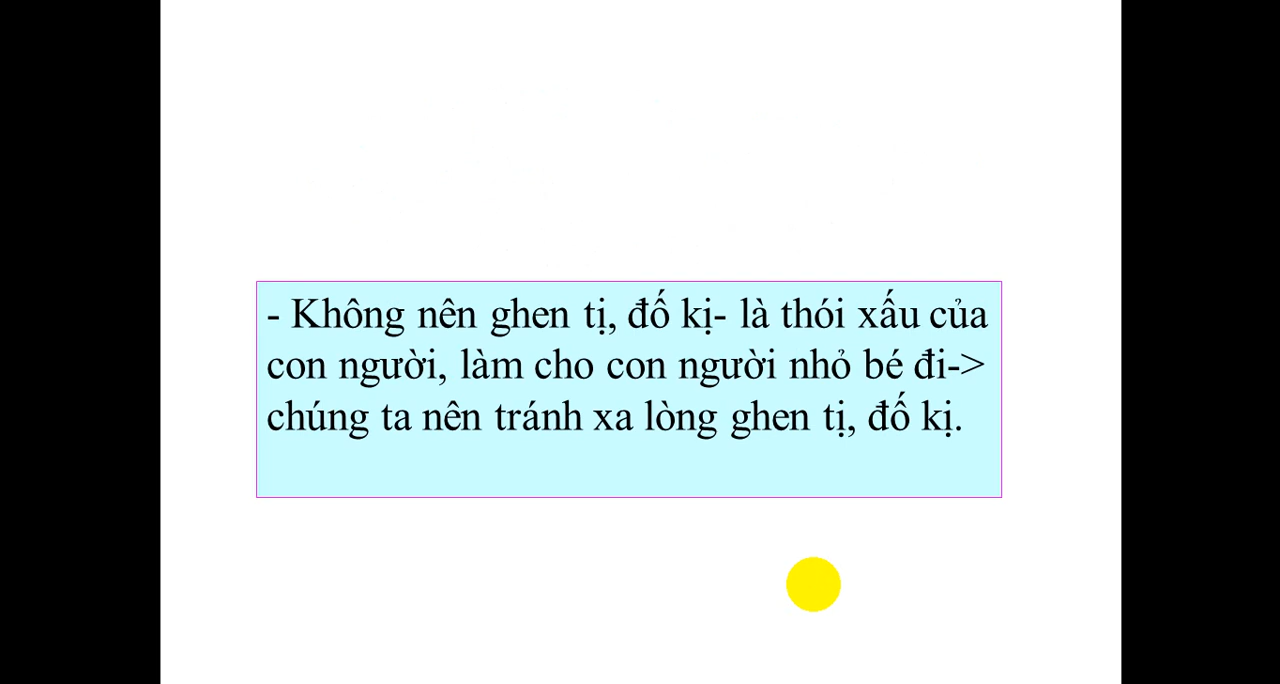 - Không nên ghen tị, đố kị- là thói xấu của
con người, làm cho con người nhỏ bé đi->
chúng ta nên tránh xa lòng ghen tị, đố kị.